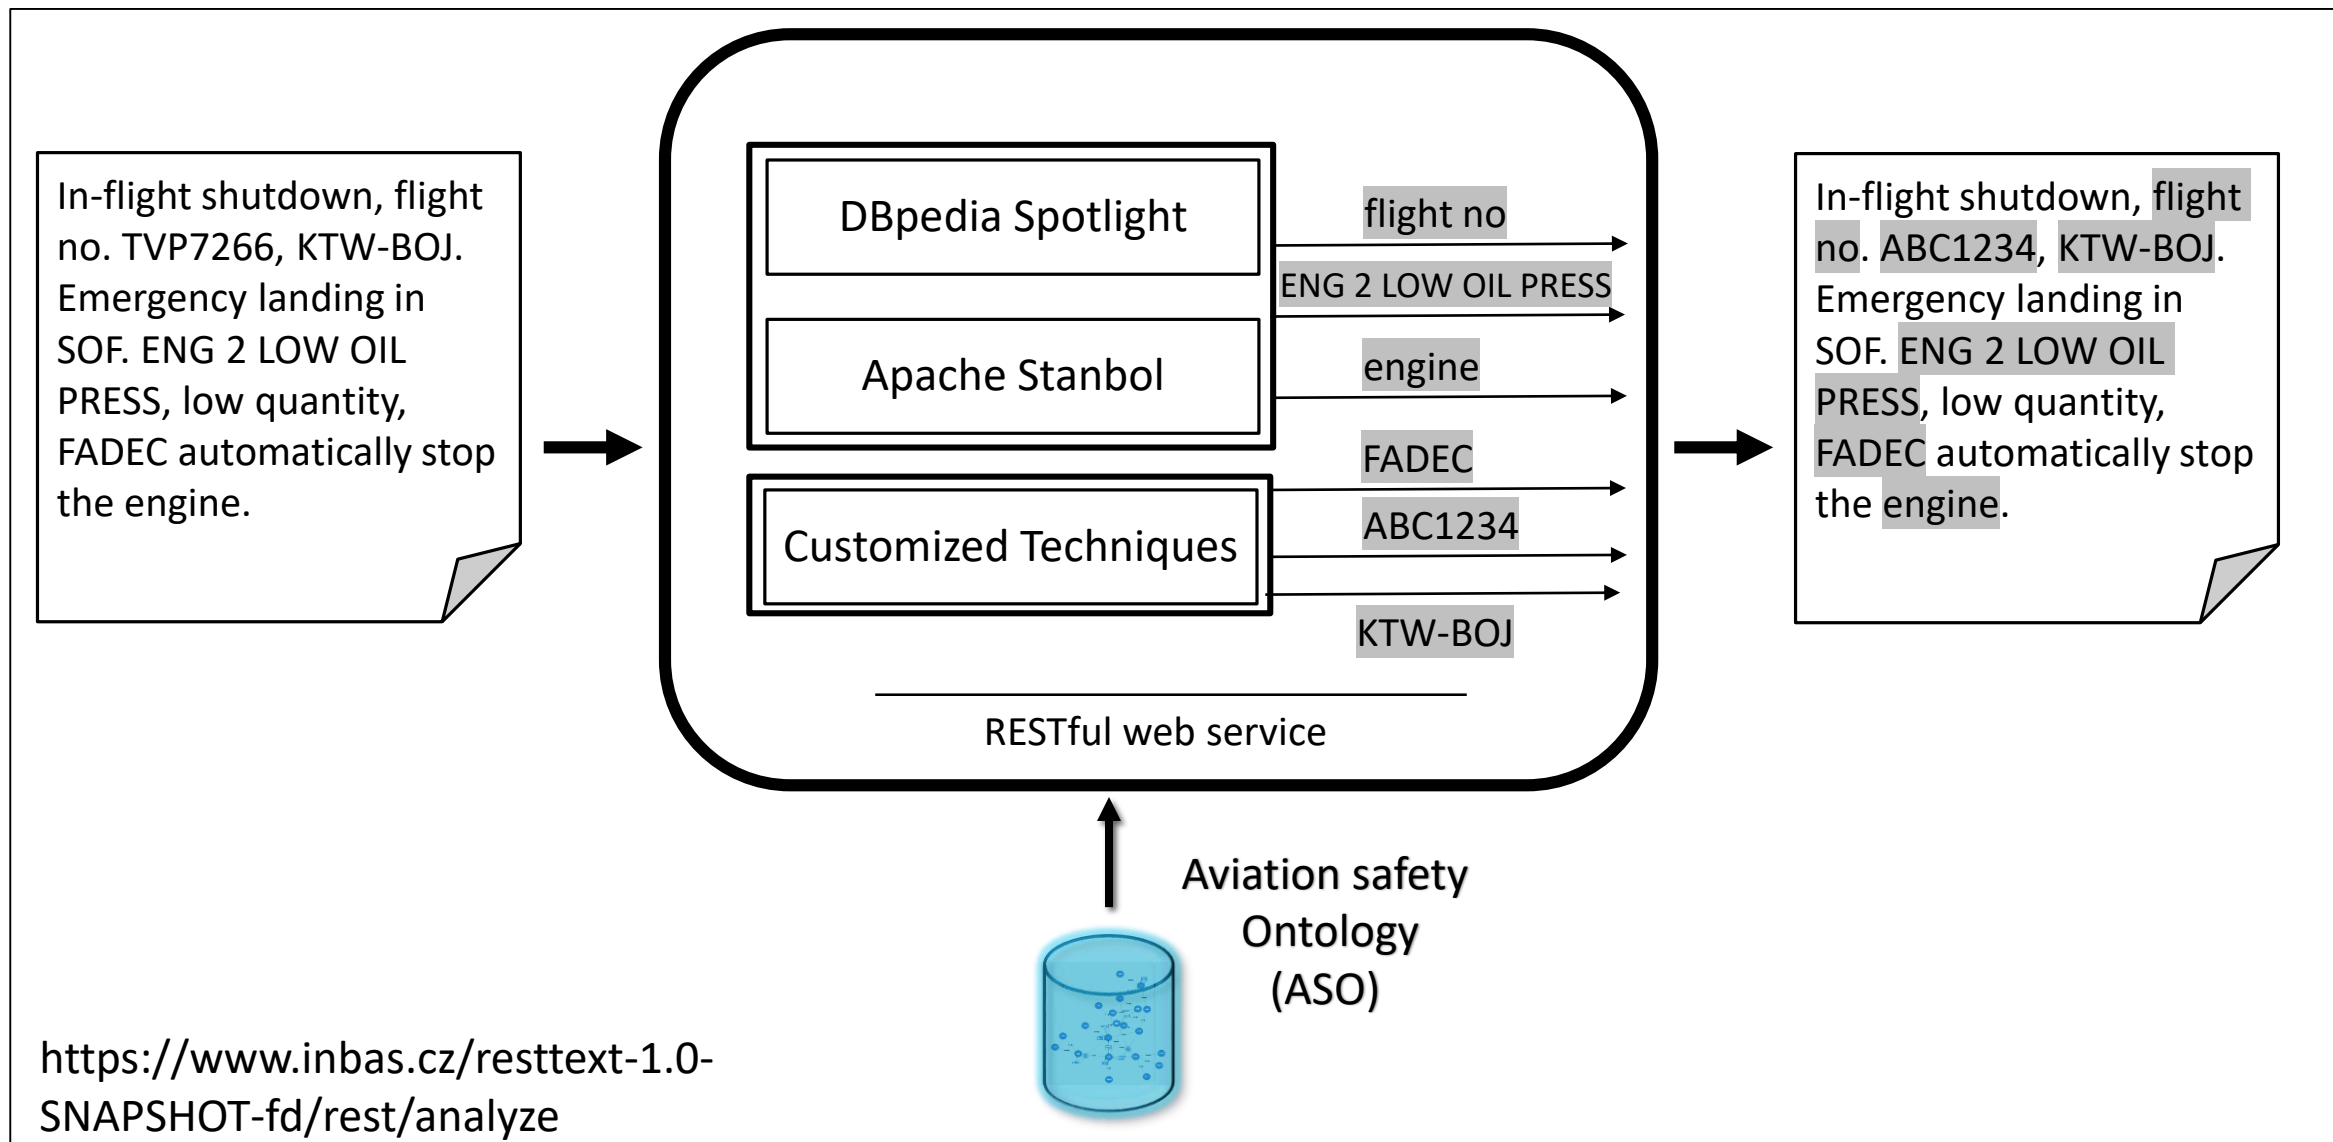 In-flight shutdown, flight
no. TVP7266, KTW-BOJ.
Emergency landing in
SOF. ENG 2 LOW OIL
PRESS, low quantity,
FADEC automatically stop
the engine.
DBpedia Spotlight
Apache Stanbol
Customized Techniques
flight no
ENG 2 LOW OIL PRESS
engine
FADEC
ABC1234
KTW-BOJ
RESTful web service
In-flight shutdown, flight
no. ABC1234, KTW-BOJ.
Emergency landing in
SOF. ENG 2 LOW OIL
PRESS, low quantity,
FADEC automatically stop
the engine.
Aviation safety
Ontology
(ASO)
https://www.inbas.cz/resttext-1.0-
SNAPSHOT-fd/rest/analyze